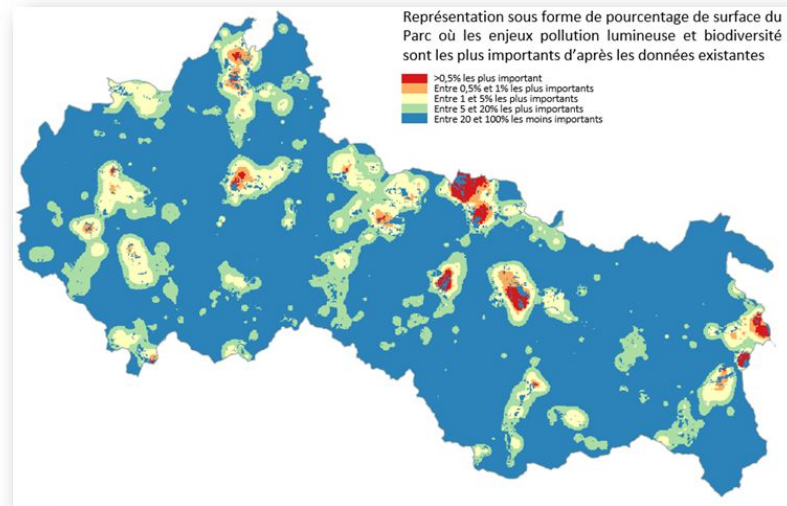 Représentation sous forme de pourcentage de surface du
Parc où les enjeux pollution lumineuse et biodiversité
sont les plus importants d'après les données existantes
>0,5% les plus important
Entre 0,5% et 1% les plus importants
Entre 1 et 5% les plus importants
Entre 5 et 20% les plus importants
Entre 20 et 100% les moins importants